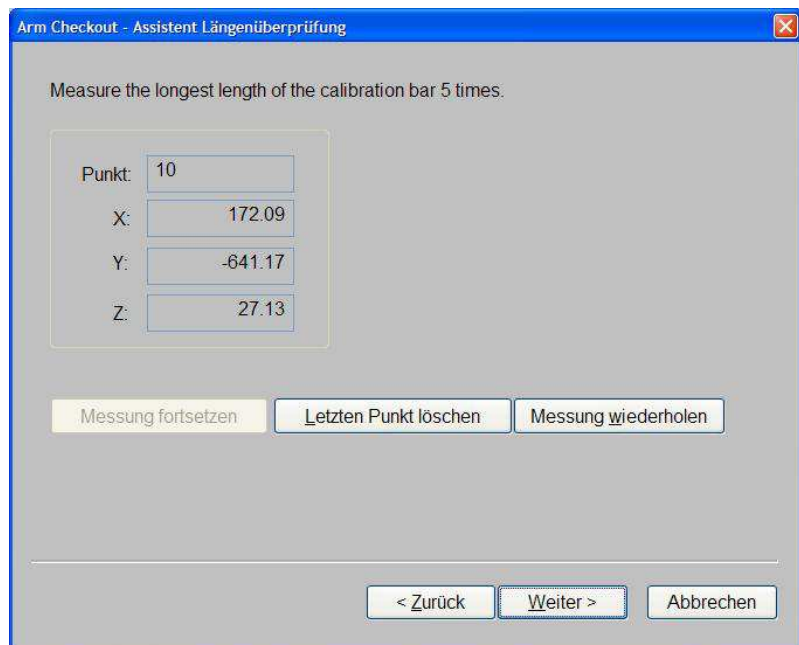 Arm Checkout - Assistent Längenüberprüfung
Measure the longest length of the calibration bar 5 times.
Punkt: 10
X: 172.09
Y: -641.17
Z: 27.13
Messung fortsetzen Letzten Punkt löschen Messung wiederholen
< Zurück Weiter > Abbrechen